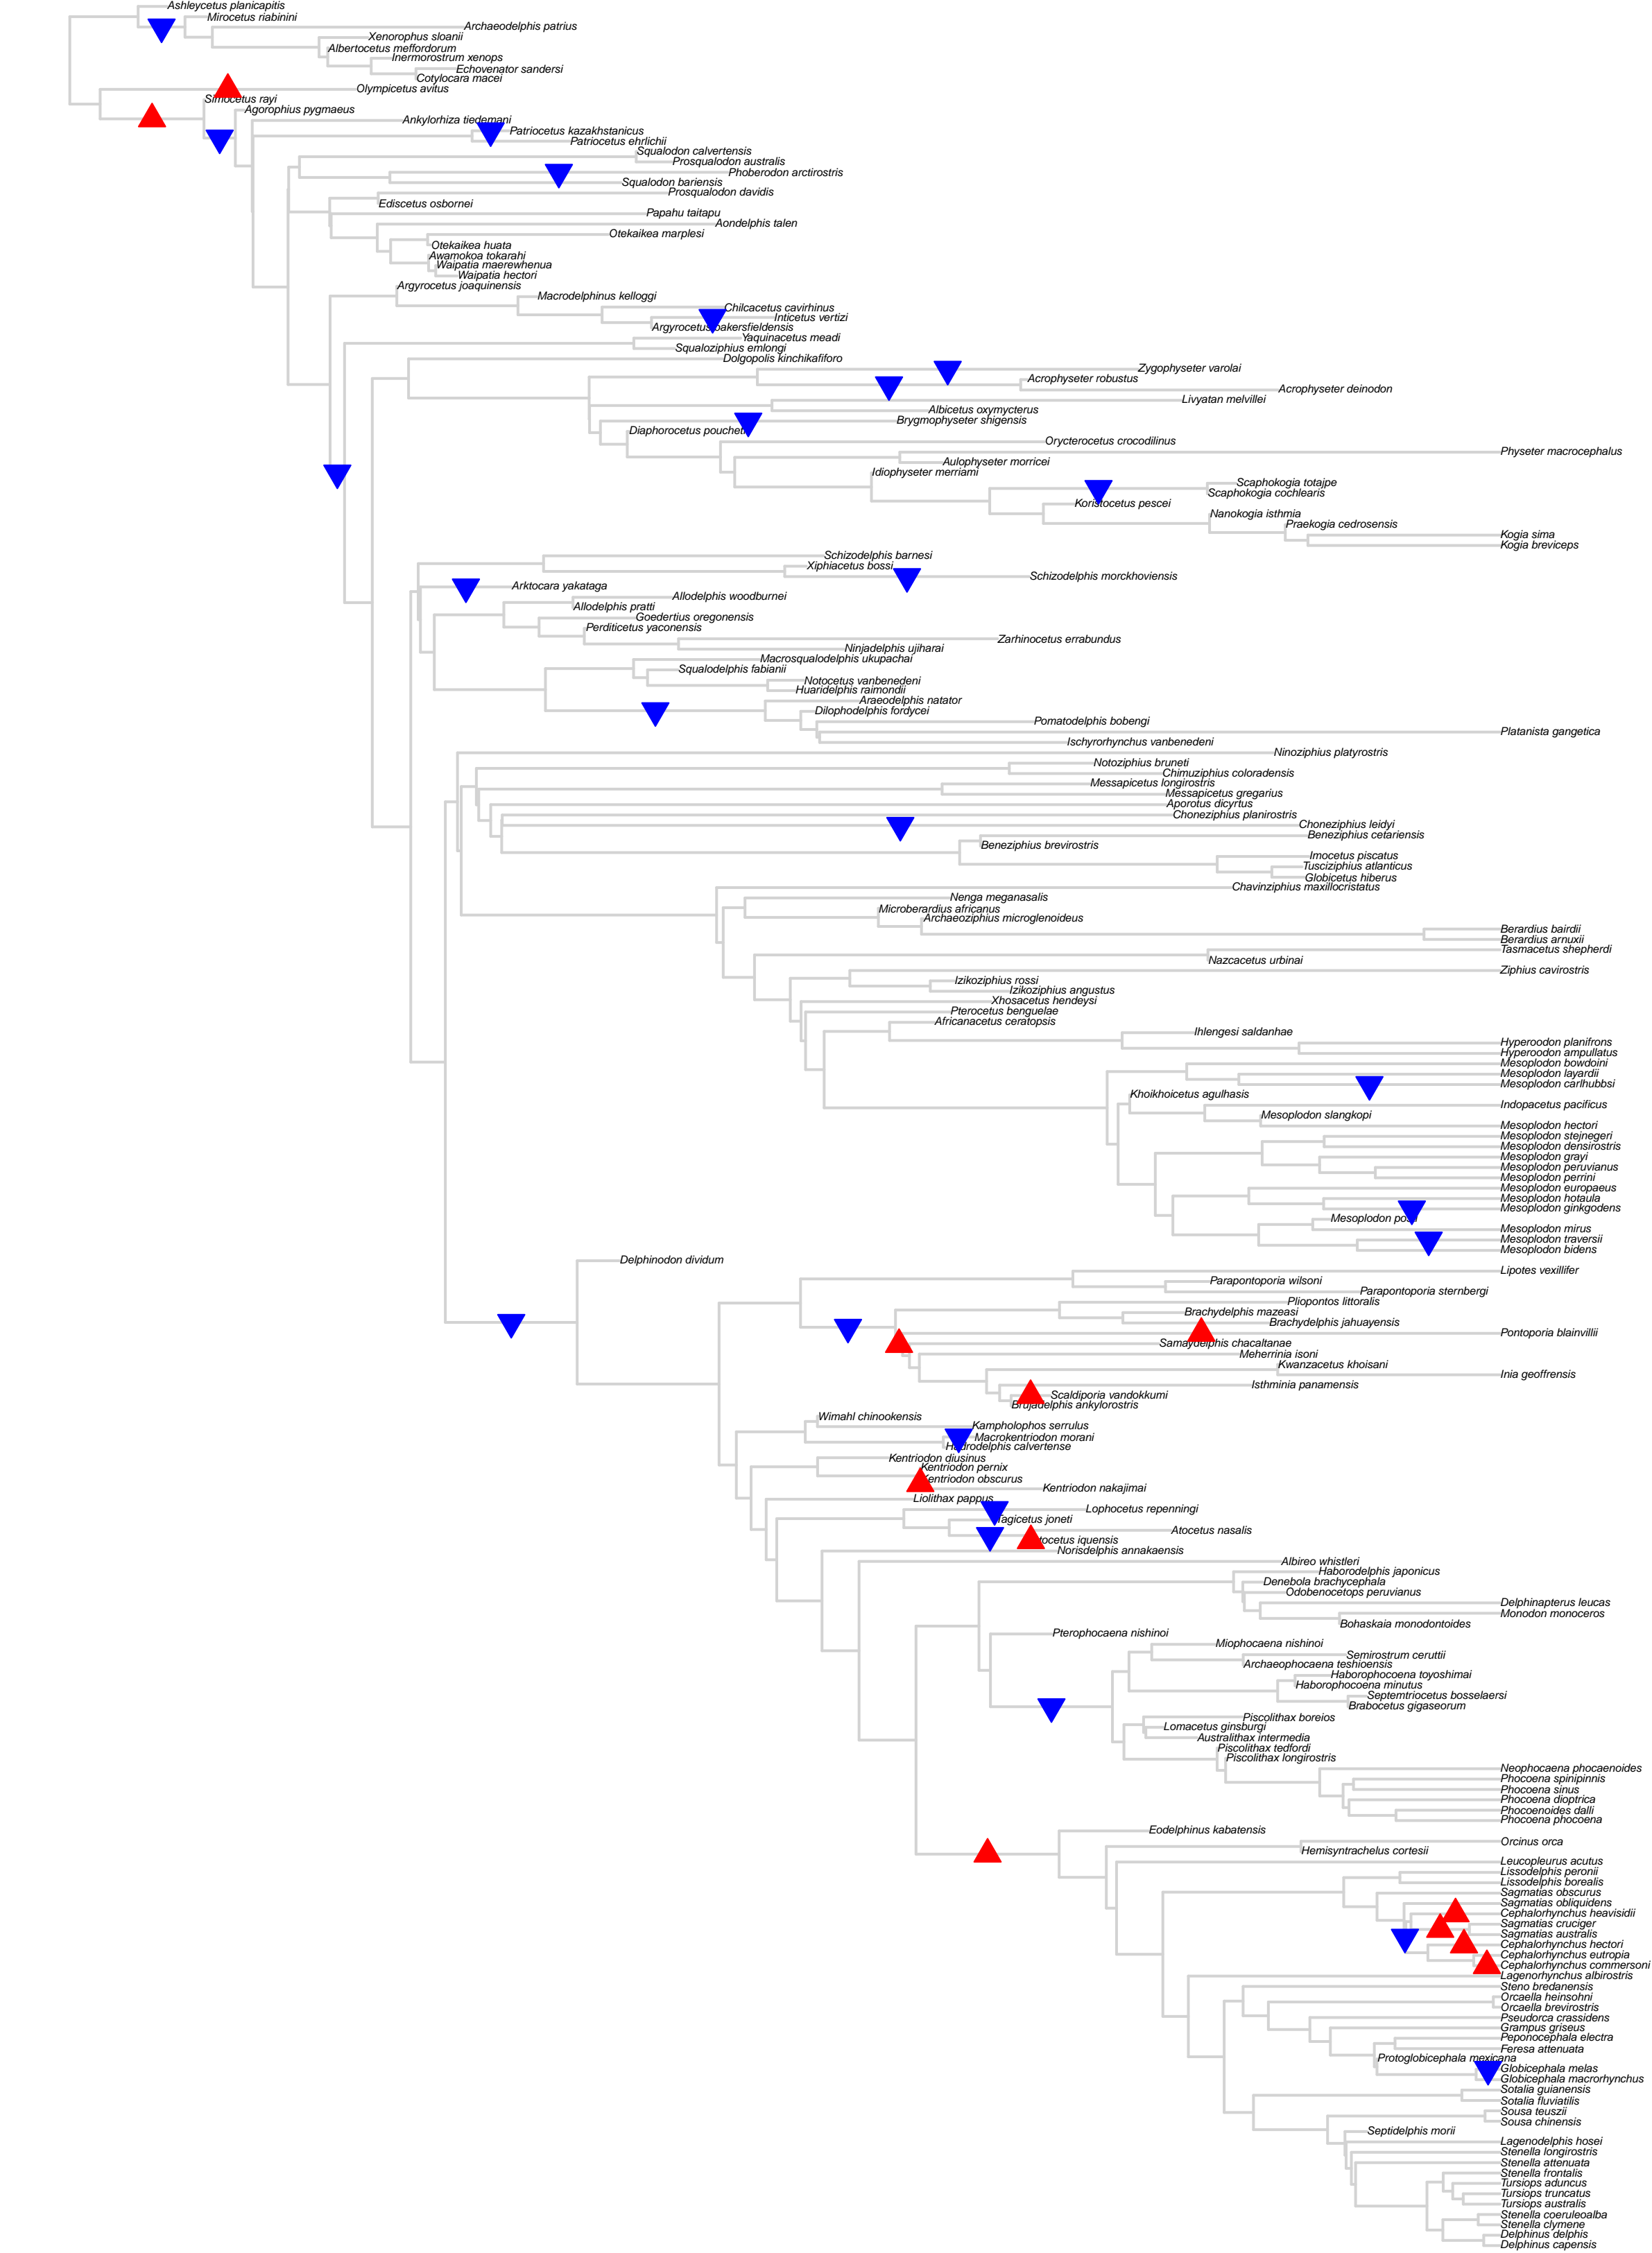 Ashleycetus planicapitis
Mirocetus riabinini
Archaeodelphis patrius
Xenorophus sloanii
Albertocetus meffordorum
Inermorostrum xenops
Echovenator sandersi
Cotylocara macei
Olympicetus avitus
Simocetus rayi
Agorophius pygmaeus
Ankylorhiza tiedemani
Patriocetus kazakhstanicus
Patriocetus ehrlichii
Squalodon calvertensis
Prosqualodon australis
Phoberodon arctirostris
Squalodon bariensis
Prosqualodon davidis
Ediscetus osbornei
Papahu taitapu
Aondelphis talen
Otekaikea marplesi
Otekaikea huata
Awamokoa tokarahi
Waipatia maerewhenua
Waipatia hectori
Argyrocetus joaquinensis
Macrodelphinus kelloggi
Chilcacetus cavirhinus
Inticetus vertizi
Argyrocetus bakersfieldensis
Yaquinacetus meadi
Squaloziphius emlongi
Dolgopolis kinchikafiforo
Zygophyseter varolai
Acrophyseter robustus
Acrophyseter deinodon
Livyatan melvillei
Albicetus oxymycterus
Brygmophyseter shigensis
Diaphorocetus poucheti
Orycterocetus crocodilinus
Physeter macrocephalus
Aulophyseter morricei
Idiophyseter merriami
Scaphokogia totajpe
Scaphokogia cochlearis
Koristocetus pescei
Nanokogia isthmia
Praekogia cedrosensis
Kogia sima
Kogia breviceps
Schizodelphis barnesi
Xiphiacetus bossi
Schizodelphis morckhoviensis
Arktocara yakataga
Allodelphis woodburnei
Allodelphis pratti
Goedertius oregonensis
Perditicetus yaconensis
Zarhinocetus errabundus
Ninjadelphis ujiharai
Macrosqualodelphis ukupachai
Squalodelphis fabianii
Notocetus vanbenedeni
Huaridelphis raimondii
Araeodelphis natator
Dilophodelphis fordycei
Pomatodelphis bobengi
Platanista gangetica
Ischyrorhynchus vanbenedeni
Ninoziphius platyrostris
Notoziphius bruneti
Chimuziphius coloradensis
Messapicetus longirostris
Messapicetus gregarius
Aporotus dicyrtus
Choneziphius planirostris
Choneziphius leidyi
Beneziphius cetariensis
Beneziphius brevirostris
Imocetus piscatus
Tusciziphius atlanticus
Globicetus hiberus
Chavinziphius maxillocristatus
Nenga meganasalis
Microberardius africanus
Archaeoziphius microglenoideus
Berardius bairdii
Berardius arnuxii
Tasmacetus shepherdi
Nazcacetus urbinai
Ziphius cavirostris
Izikoziphius rossi
Izikoziphius angustus
Xhosacetus hendeysi
Pterocetus benguelae
Africanacetus ceratopsis
Ihlengesi saldanhae
Hyperoodon planifrons
Hyperoodon ampullatus
Mesoplodon bowdoini
Mesoplodon layardii
Mesoplodon carlhubbsi
Khoikhoicetus agulhasis
Indopacetus pacificus
Mesoplodon slangkopi
Mesoplodon hectori
Mesoplodon stejnegeri
Mesoplodon densirostris
Mesoplodon grayi
Mesoplodon peruvianus
Mesoplodon perrini
Mesoplodon europaeus
Mesoplodon hotaula
Mesoplodon ginkgodens
Mesoplodon
Mesoplodon mirus
Mesoplodon traversii
Mesoplodon bidens
Delphinodon dividum
Lipotes vexillifer
Parapontoporia wilsoni
Parapontoporia sternbergi
Pliopontos littoralis
Brachydelphis mazeasi
Brachydelphis jahuayensis
Pontoporia blainvillii
Samaydelphis chacaltanae
Meherrinia isoni
Kwanzacetus khoisani
Inia geoffrensis
Isthminia panamensis
Scaldiporia vandokkumi
Brujadelphis ankylorostris
Wimahl chinookensis
Kampholophos serrulus
Macrokentriodon morani
Hadrodelphis calvertense
Kentriodon diusinus
Kentriodon pernix
Kentriodon obscurus
Kentriodon nakajimai
Liolithax pappus
Lophocetus repenningi
Tagicetus joneti
Atocetus nasalis
Atocetus iquensis
Norisdelphis annakaensis
Albireo whistleri
Haborodelphis japonicus
Denebola brachycephala
Odobenocetops peruvianus
Delphinapterus leucas
Monodon monoceros
Bohaskaia monodontoides
Pterophocaena nishinoi
Miophocaena nishinoi
Semirostrum ceruttii
Archaeophocaena teshioensis
Haborophocoena toyoshimai
Haborophocoena minutus
Septemtriocetus bosselaersi
Brabocetus gigaseorum
Piscolithax boreios
Lomacetus ginsburgi
Australithax intermedia
Piscolithax tedfordi
Piscolithax longirostris
Neophocaena phocaenoides
Phocoena spinipinnis
Phocoena sinus
Phocoena dioptrica
Phocoenoides dalli
Phocoena phocoena
Eodelphinus kabatensis
Orcinus orca
Hemisyntrachelus cortesii
Leucopleurus acutus
Lissodelphis peronii
Lissodelphis borealis
Sagmatias obscurus
Sagmatias obliquidens
Cephalorhynchus heavisidii
Sagmatias cruciger
Sagmatias australis
Cephalorhynchus hectori
Cephalorhynchus eutropia
Cephalorhynchus commersoni
Lagenorhynchus albirostris
Steno bredanensis
Orcaella heinsohni
Orcaella brevirostris
Pseudorca crassidens
Grampus griseus
Peponocephala electra
Feresa attenuata
Protoglobicephala mexicana
Globicephala melas
Globicephala macrorhynchus
Sotalia guianensis
Sotalia fluviatilis
Sousa teuszii
Sousa chinensis
Septidelphis morii
Lagenodelphis hosei
Stenella longirostris
Stenella attenuata
Stenella frontalis
Tursiops aduncus
Tursiops truncatus
Tursiops australis
Stenella coeruleoalba
Stenella clymene
Delphinus delphis
Delphinus capensis